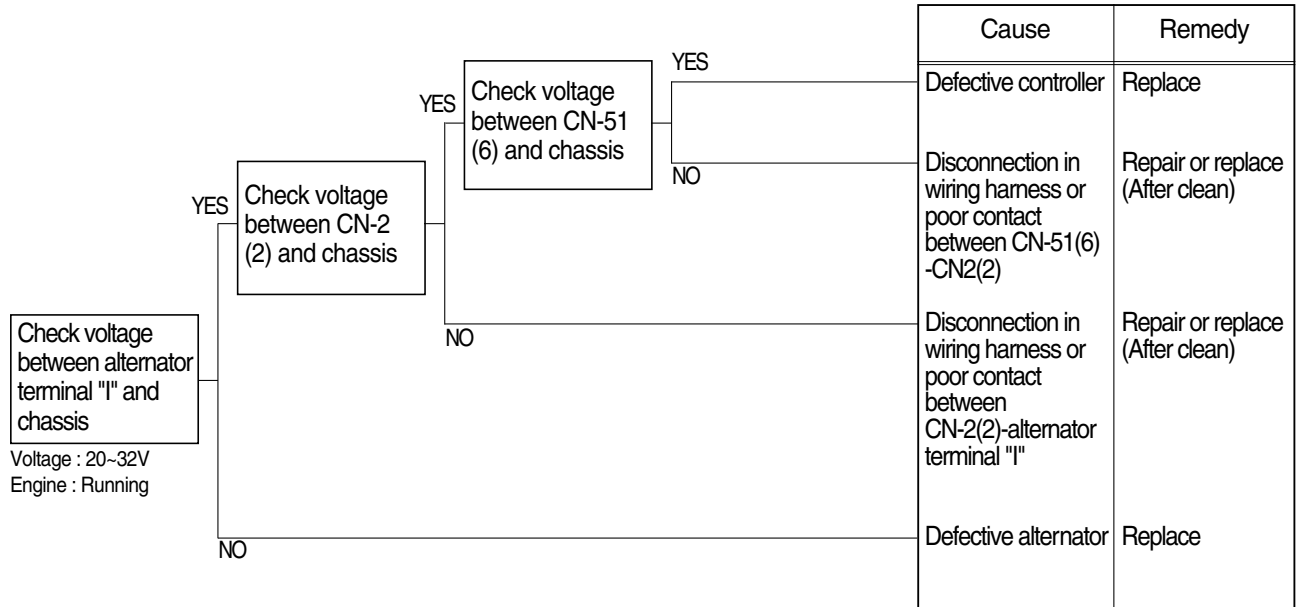 Cause
Remedy
YES
Defective controller
Replace
YES
Check voltage
between CN-51
(6) and chassis
NO
Disconnection in
wiring harness or
poor contact
between CN-51(6)
-CN2(2)
Repair or replace
(After clean)
YES
Check voltage
between CN-2
(2) and chassis
NO
Disconnection in
wiring harness or
poor contact
between
CN-2(2)-alternator
terminal "I"
Repair or replace
(After clean)
Check voltage
between alternator
terminal "I" and
chassis
Voltage : 20~32V
Engine : Running
NO
Defective alternator
Replace